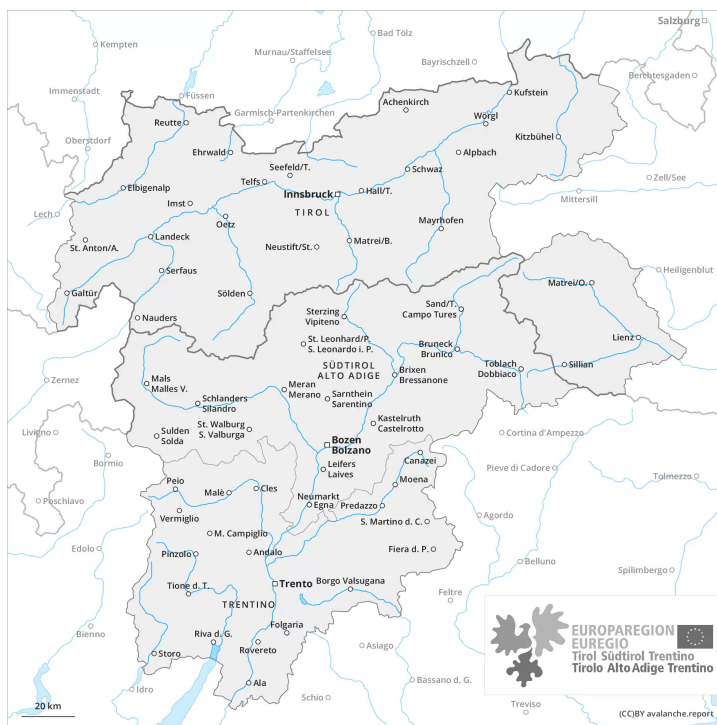 Salzburg
Kempten
Bad Tölz
Murnau/Staffelsee
Bayrischzell
Berchtesgaden
Immenstadt
Füssen
Garmisch-Partenkirchen
Achenkirch
Kufstein
Reutte
Wörgl
Oberstdorf
Kitzbühel
Ehrwald
Alpbach
Seefeld/T.
Schwaz
Zell/See
Telfs
Elbigenalp
Innsbruck
Hall/T.
Mittersill
Imst
TIROL
Lech
Oetz
Mayrhofen
Landeck
Neustift/St.
Matrei/B.
St. Anton/A.
Serfaus
Heiligenblut
Matrei/O.
Galtür
Sölden
Sand/T.
Campo Tures
Nauders
Sterzing
Vipiteno
Lienz
St. Leonhard/P.
S. Leonardo i. P.
Bruneck
Brunico
SÜDTIROL
ALTO ADIGE
Toblach
Dobbiaco
Sillian
Brixen
Bressanone
Zernez
Mals
Malles V.
Meran
Merano
Sarnthein
Sarentino
Schlanders
Silandro
Kastelruth
Castelrotto
St. Walburg
S. Valburga
Livigno
Sulden
Solda
Cortina d'Ampezzo
Bozen
Bolzano
Bormio
Canazei
Leifers
Laives
Pieve di Cadore
Tolmezzo
Peio
Malè
Cles
Moena
Poschiavo
Neumarkt
Egna
Predazzo
Vermiglio
Agordo
S. Martino d. C.
M. Campiglio
Edolo
Pinzolo
Andalo
Fiera d. P.
Belluno
Spilimbergo
Trento
Borgo Valsugana
Tione d. T.
Feltre
TRENTINO
Folgaria
Bienno
Riva d. G.
Rovereto
Asiago
Storo
Bassano d. G.
Ala
Idro
Schio
Treviso
EUROPAREGION
EUREGIO
Tirol Südtirol Trentino
Tirolo Alto Adige Trentino
20 km
(CC)BY avalanche.report